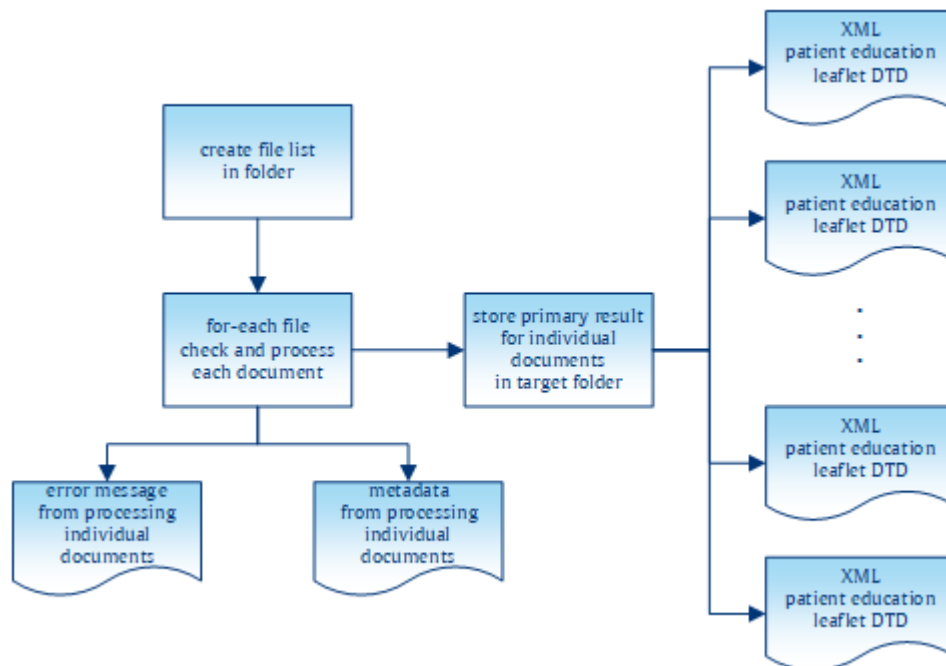 XML
patient education
leaflet DTD
create file list
in folder
XML
patient education
leaflet DTD
for-each file
check and process
each document
store primary result
for individual
documents
in target folder
XML
patient education
leaflet DTD
error message
from processing
individual
documents
metadata
from processing
individual
documents
XML
patient education
leaflet DTD